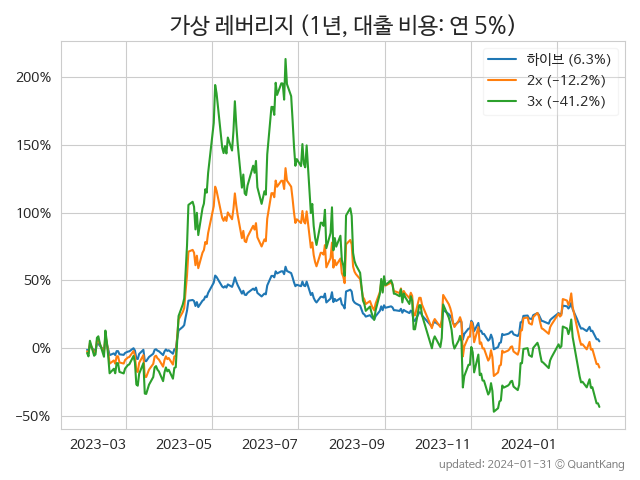 가상 레버리지 (1년, 대출 비용: 연 5%)
하이브 (6.3%)
2x (−12.2%)
3x (−41.2%)
200%
150%
100%
50%
0%
−50%
2023-03
2023-05
2023-07
2023-09
2023-11
2024-01
updated: 2024-01-31 © QuantKang